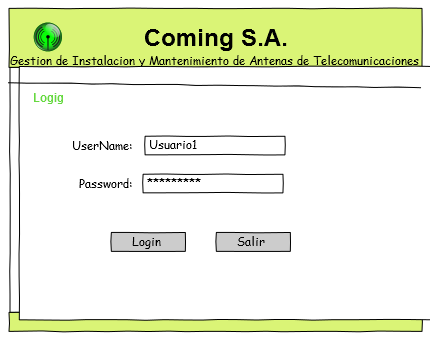 Coming S.A.
Gestion de Instalacion y Mantenimiento de Antenas de Telecomunicaciones
Logig
UserName: Usuario1
Password: *********
Login Salir